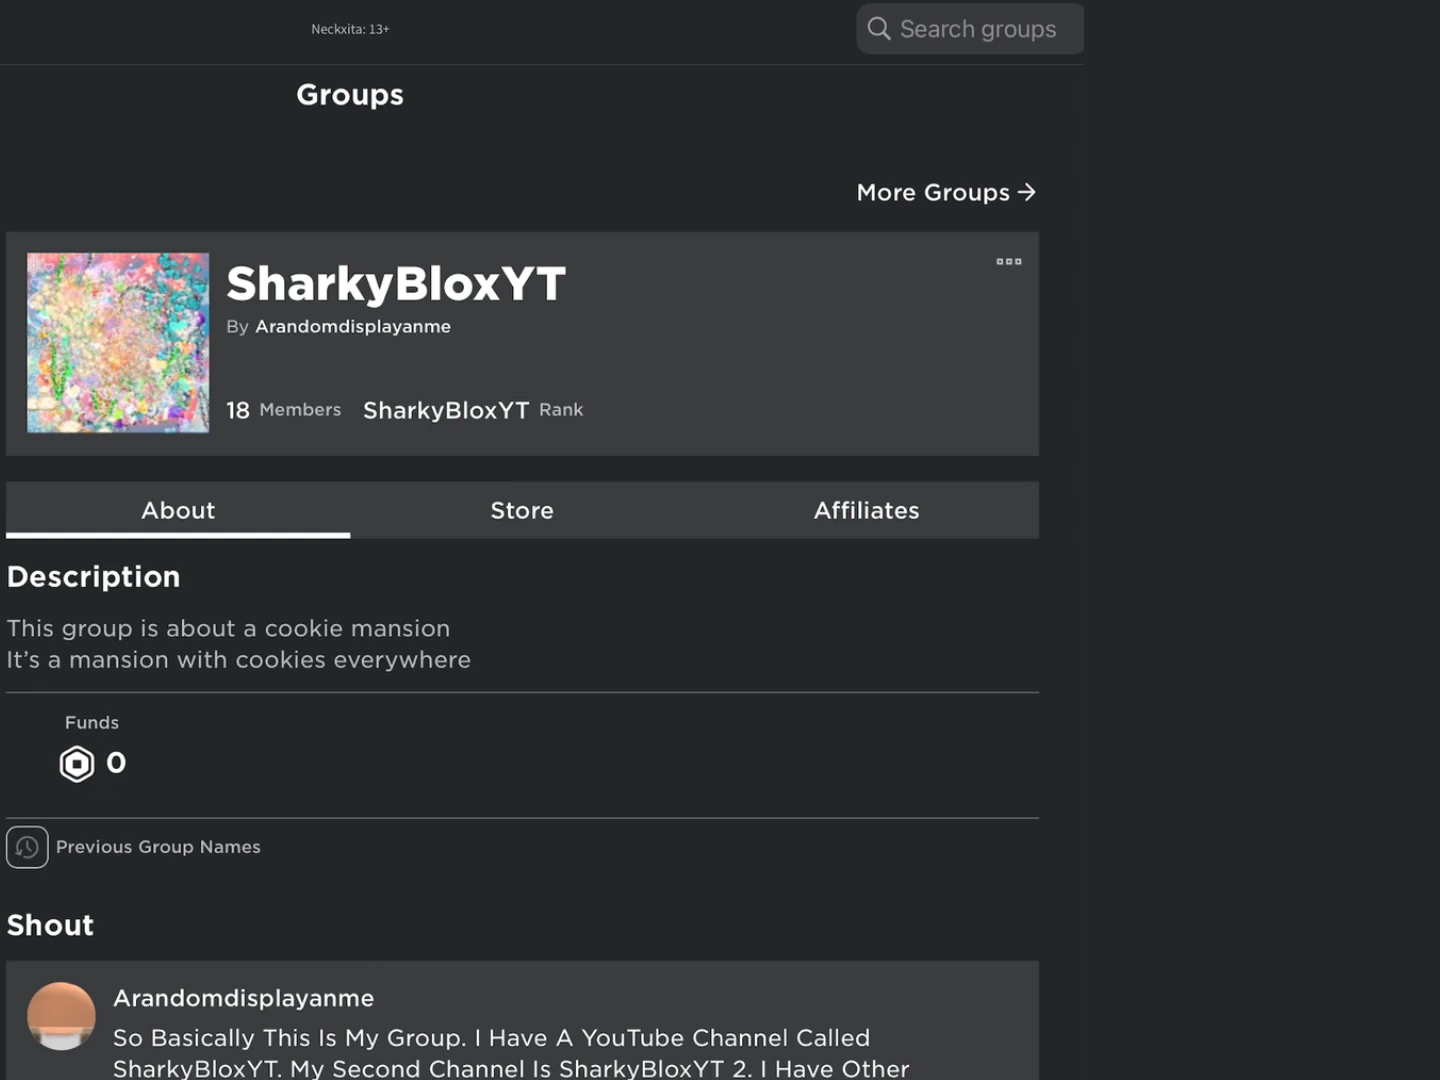 Neckxita: 13+
Search groups
Groups
More Groups →
SharkyBloxYT
By Arandomdisplayanme
18 Members SharkyBloxYT Rank
About Store Affiliates
Description
This group is about a cookie mansion
It’s a mansion with cookies everywhere
Funds
0
Previous Group Names
Shout
Arandomdisplayanme
So Basically This Is My Group. I Have A YouTube Channel Called
SharkyBloxYT. My Second Channel Is SharkyBloxYT 2. I Have Other